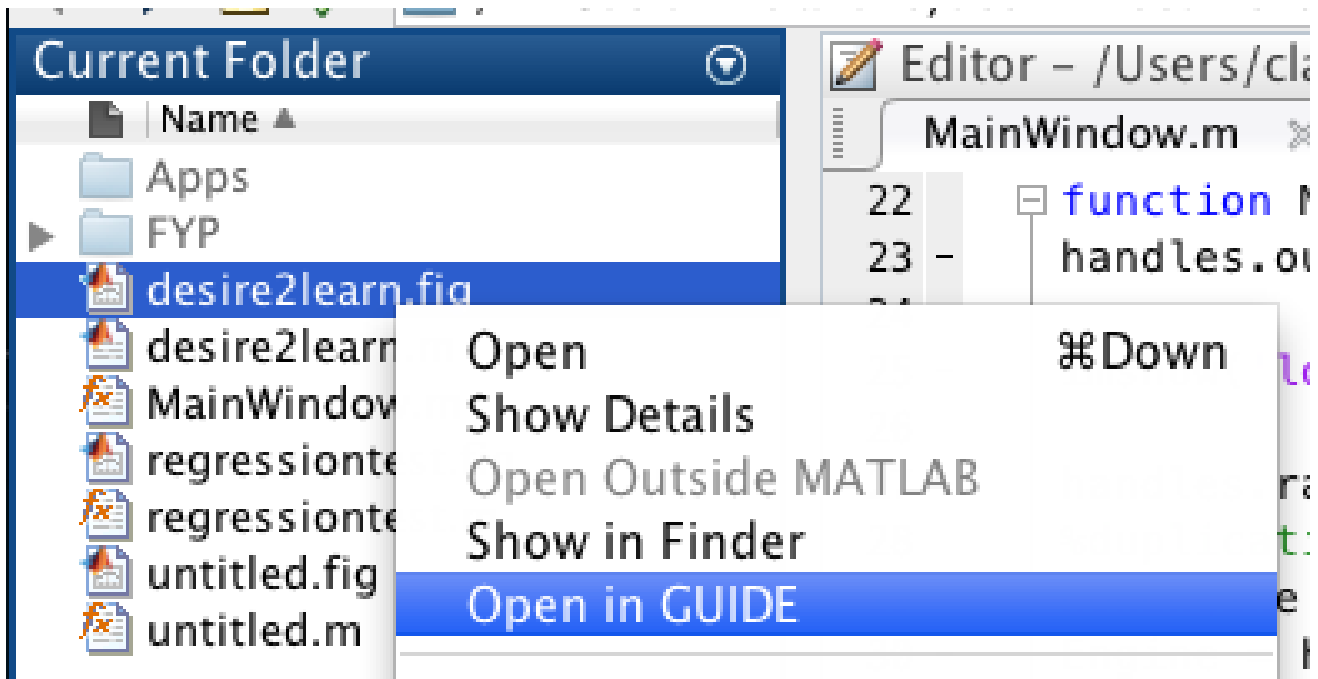 Current Folder
Name
Apps
FYP
desire2learn.fig
desire2learn
MainWindow
regressionte
regressionte
untitled.fig
untitled.m
Open ⌘Down
Show Details
Open Outside MATLAB
Show in Finder
Open in GUIDE
Editor – /Users/cla
MainWindow.m
22 function
23 - handles.ou